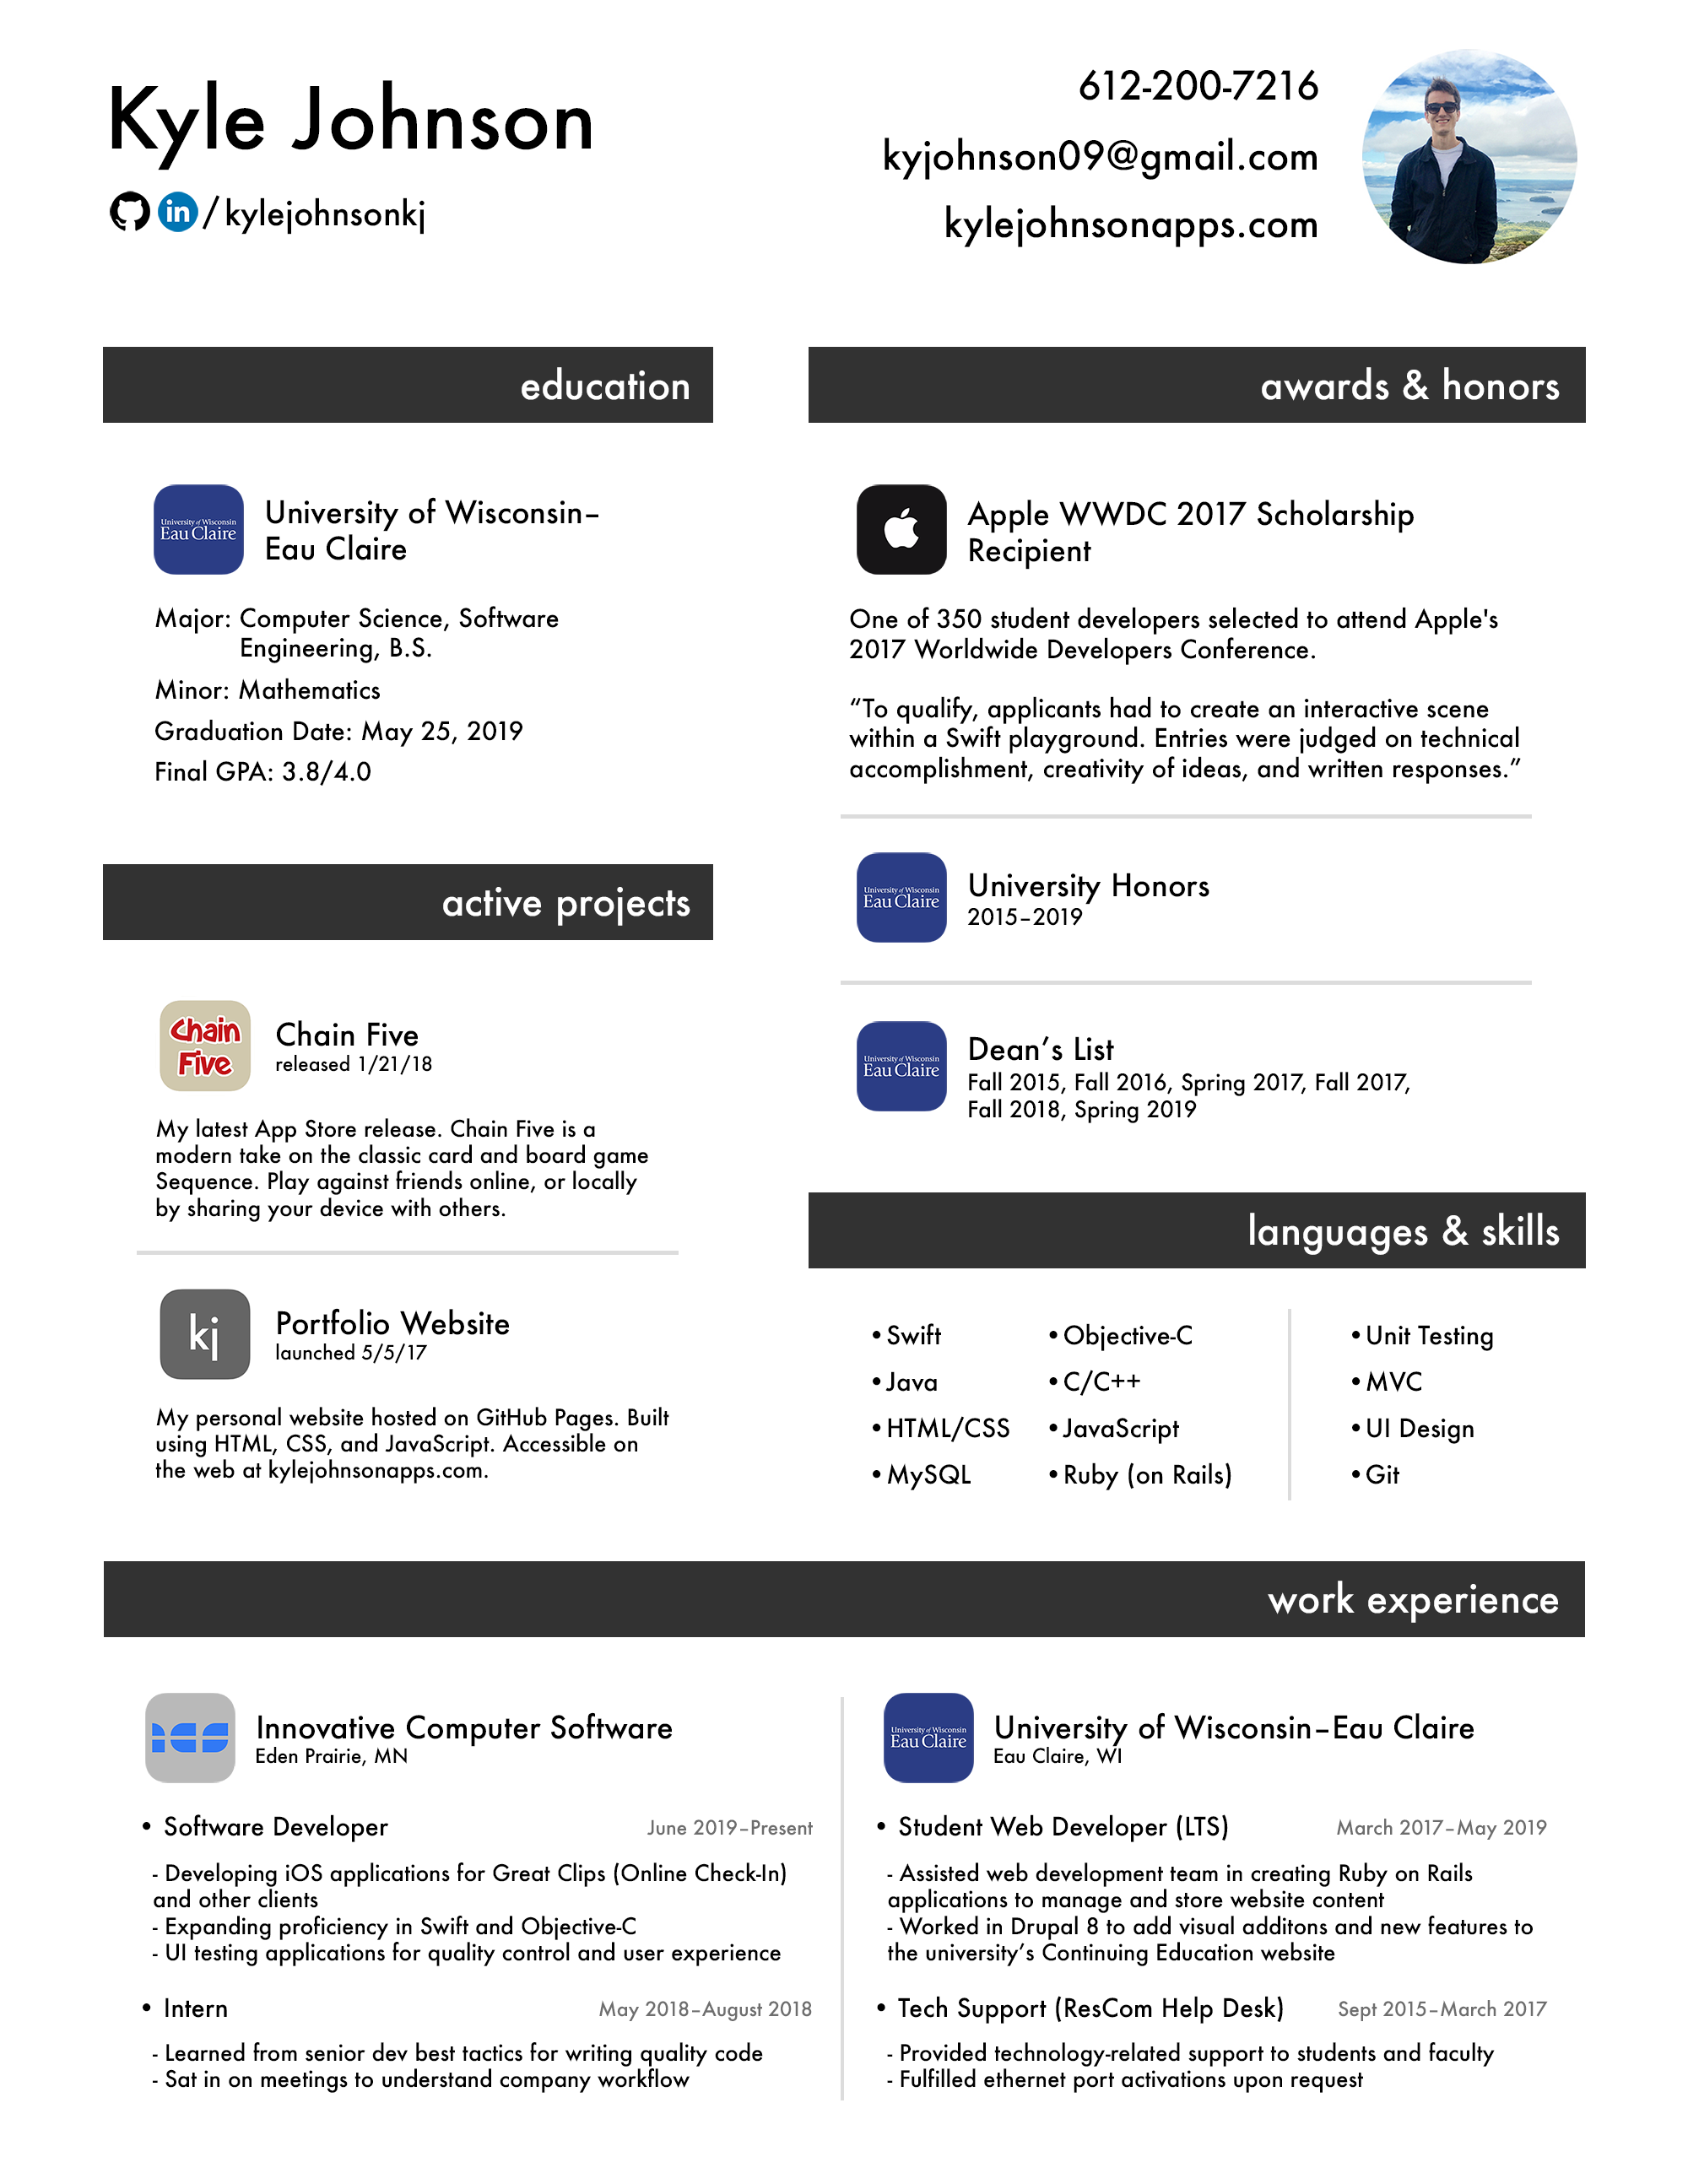 Kyle Johnson
in / kylejohnsonkj
612-200-7216
kyjohnson09@gmail.com
kylejohnsonapps.com
education
University of Wisconsin
Eau Claire
University of Wisconsin–
Eau Claire
Major: Computer Science, Software
Engineering, B.S.
Minor: Mathematics
Graduation Date: May 25, 2019
Final GPA: 3.8/4.0
active projects
Chain
Five
Chain Five
released 1/21/18
My latest App Store release. Chain Five is a
modern take on the classic card and board game
Sequence. Play against friends online, or locally
by sharing your device with others.
kj
Portfolio Website
launched 5/5/17
My personal website hosted on GitHub Pages. Built
using HTML, CSS, and JavaScript. Accessible on
the web at kylejohnsonapps.com.
awards & honors
Apple WWDC 2017 Scholarship
Recipient
One of 350 student developers selected to attend Apple's
2017 Worldwide Developers Conference.
“To qualify, applicants had to create an interactive scene
within a Swift playground. Entries were judged on technical
accomplishment, creativity of ideas, and written responses.”
University of Wisconsin
Eau Claire
University Honors
2015–2019
University of Wisconsin
Eau Claire
Dean’s List
Fall 2015, Fall 2016, Spring 2017, Fall 2017,
Fall 2018, Spring 2019
languages & skills
•Swift
•Java
•HTML/CSS
•MySQL
•Objective-C
•C/C++
•JavaScript
•Ruby (on Rails)
•Unit Testing
•MVC
•UI Design
•Git
work experience
ics
Innovative Computer Software
Eden Prairie, MN
• Software Developer June 2019–Present
- Developing iOS applications for Great Clips (Online Check-In)
and other clients
- Expanding proficiency in Swift and Objective-C
- UI testing applications for quality control and user experience
• Intern May 2018–August 2018
- Learned from senior dev best tactics for writing quality code
- Sat in on meetings to understand company workflow
University of Wisconsin
Eau Claire
University of Wisconsin–Eau Claire
Eau Claire, WI
• Student Web Developer (LTS) March 2017–May 2019
- Assisted web development team in creating Ruby on Rails
applications to manage and store website content
- Worked in Drupal 8 to add visual additons and new features to
the university’s Continuing Education website
• Tech Support (ResCom Help Desk) Sept 2015–March 2017
- Provided technology-related support to students and faculty
- Fulfilled ethernet port activations upon request